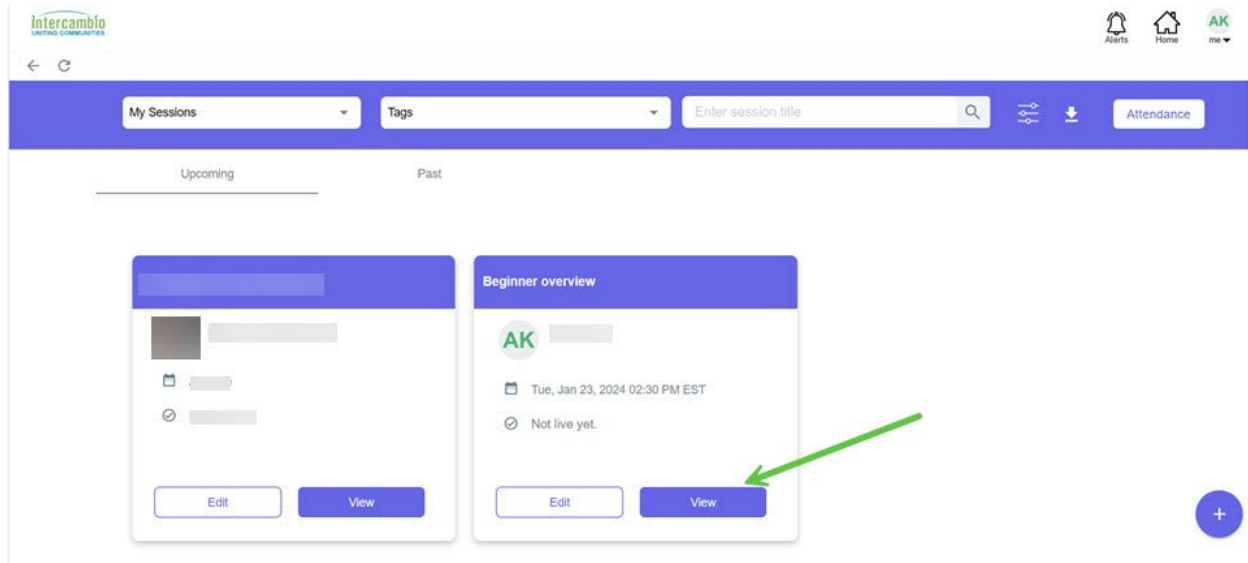 Intercambio
UNITING COMMUNITIES
Alerts
Home
AK
me
My Sessions
Tags
Enter session title
Attendance
Upcoming
Past
Beginner overview
AK
Tue, Jan 23, 2024 02:30 PM EST
Not live yet.
Edit
View
Edit
View
+